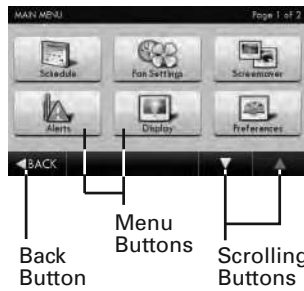 MAIN MENU Page 1 of 2
Schedule Fan Settings Screensaver
Alerts Display Preferences
BACK
Menu
Buttons
Back
Button
Scrolling
Buttons